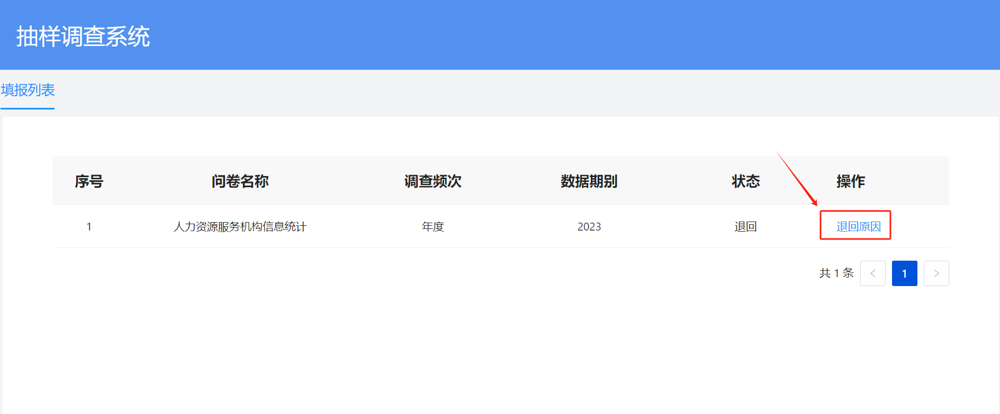 抽样调查系统
填报列表
序号 问卷名称 调查频次 数据期别 状态 操作
1 人力资源服务机构信息统计 年度 2023 退回 退回原因
共 1 条 < 1 >